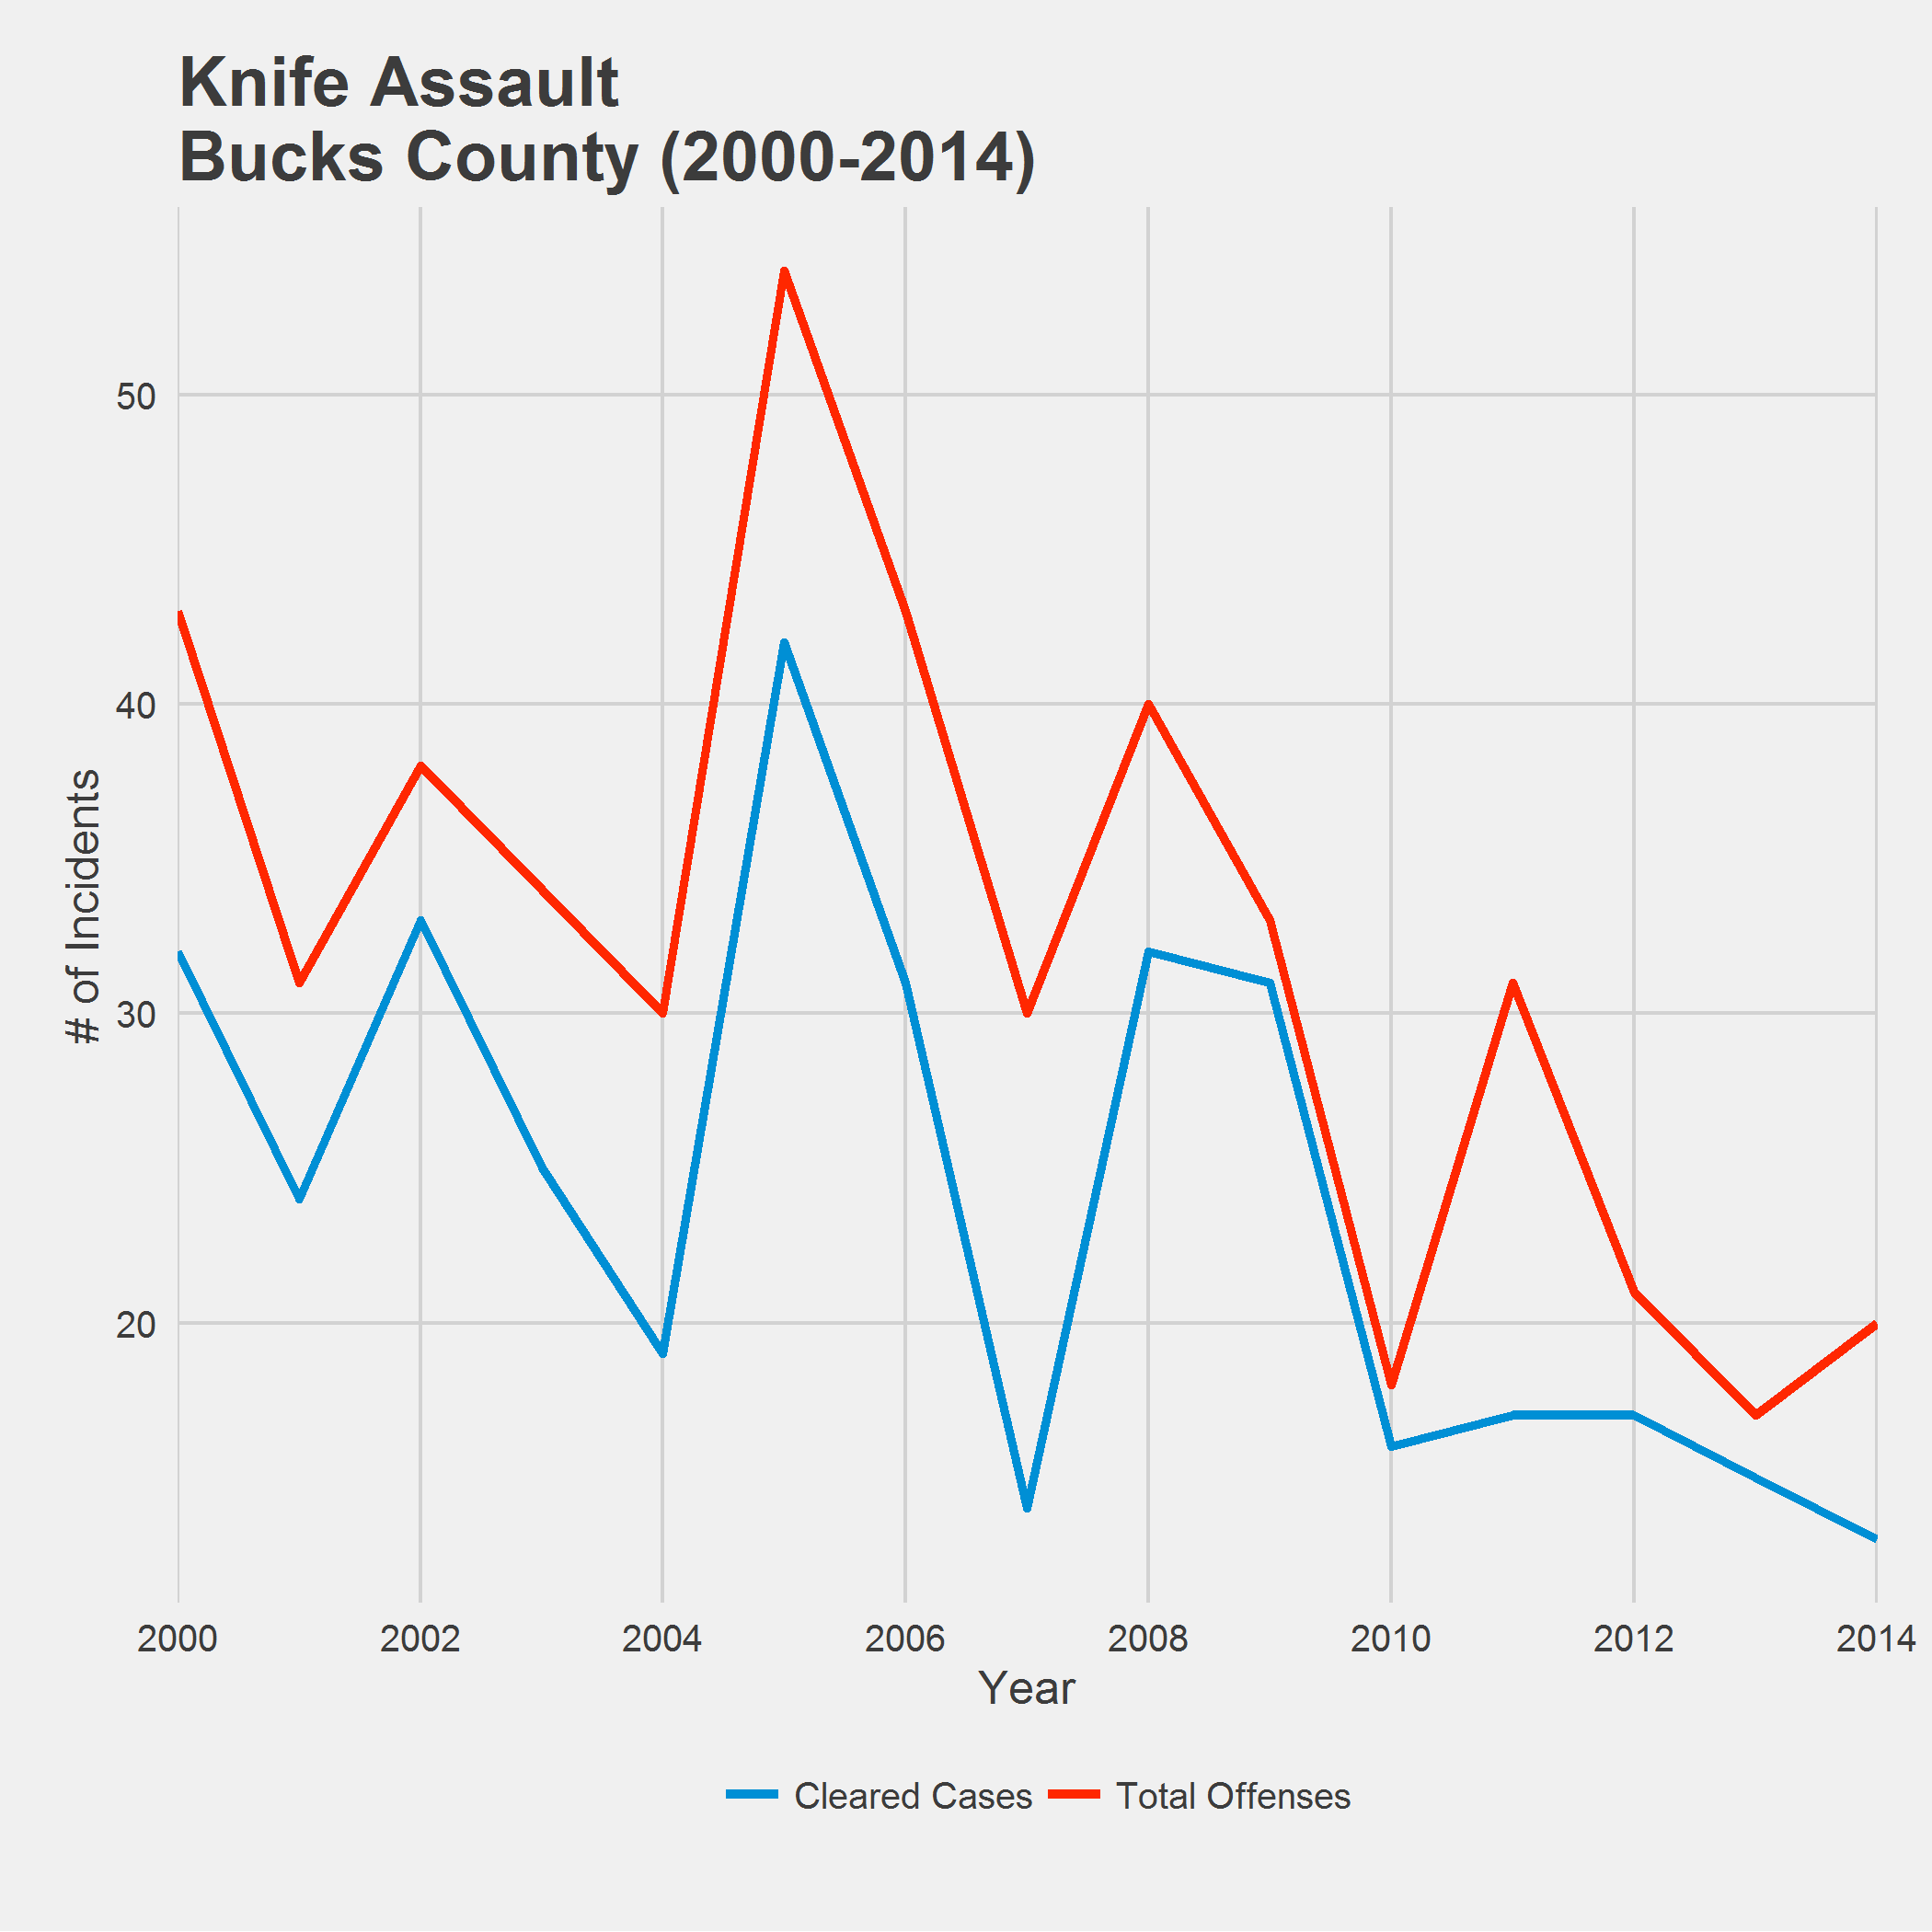 Knife Assault
Bucks County (2000-2014)
50
40
30
20
# of Incidents
2000 2002 2004 2006 2008 2010 2012 2014
Year
Cleared Cases Total Offenses